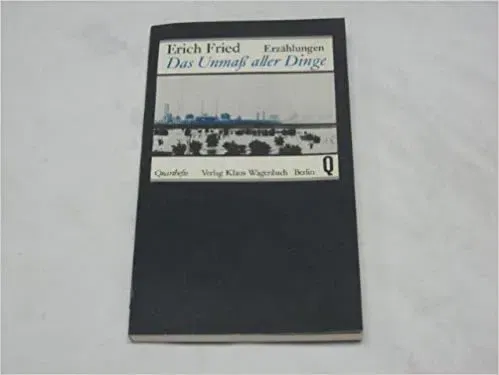 Erich Fried Erzählungen
Das Unmaß aller Dinge
Quarthefte Verlag Klaus Wagenbach Berlin Q